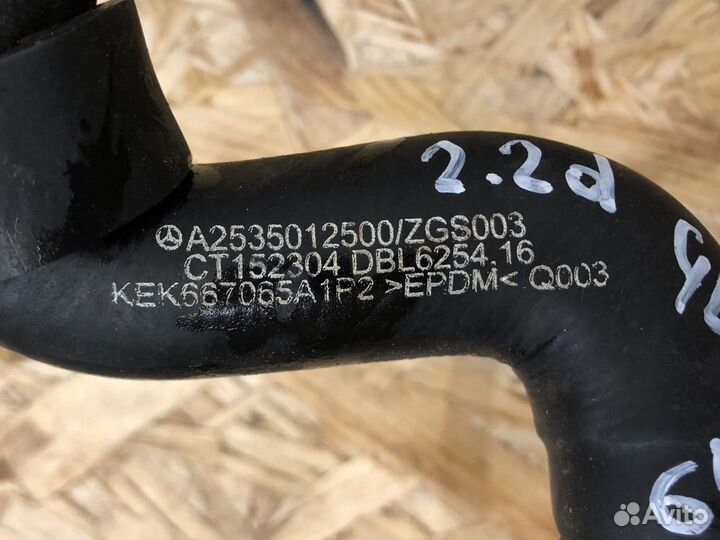 2.2d
A2535012500/ZGS003
CT152304 DBL6254.16
KEK667065A1P2 >EPDM< Q003
Avito